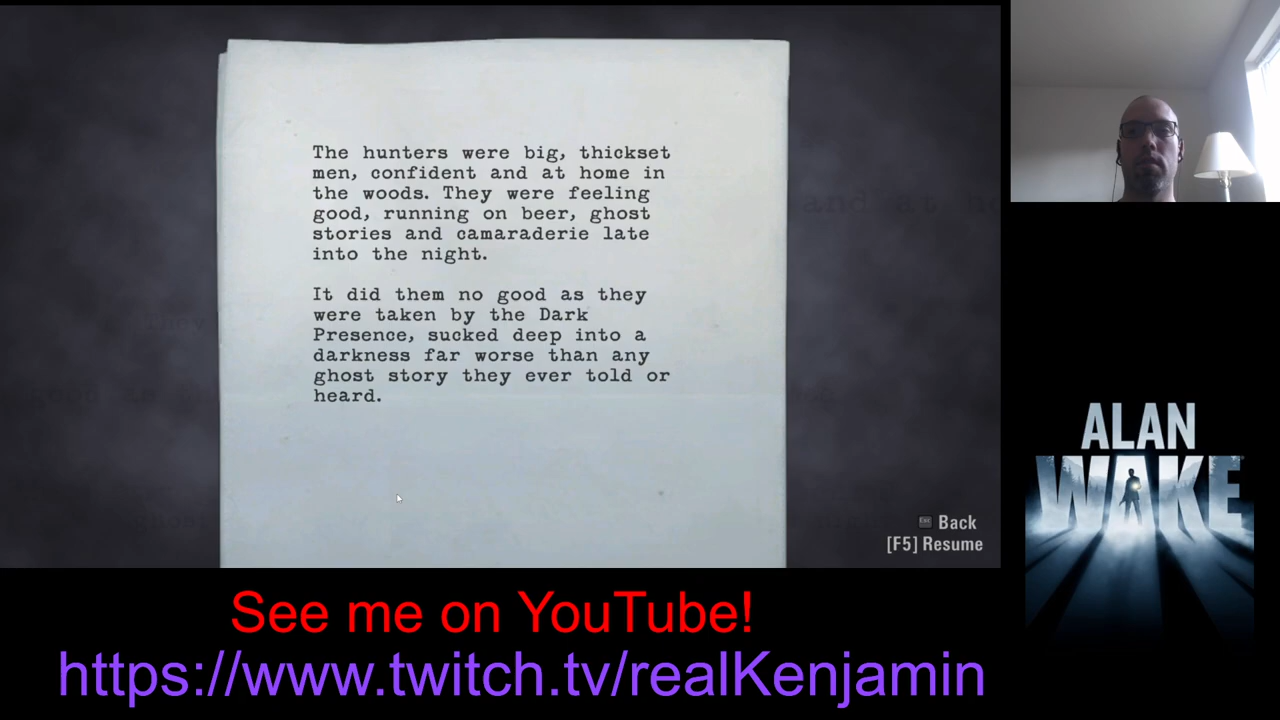 The hunters were big, thickset
men, confident and at home in
the woods. They were feeling
good, running on beer, ghost
stories and camaraderie late
into the night.
It did them no good as they
were taken by the Dark
Presence, sucked deep into a
darkness far worse than any
ghost story they ever told or
heard.
Esc Back
[F5] Resume
ALAN
WAKE
See me on YouTube!
https://www.twitch.tv/realKenjamin